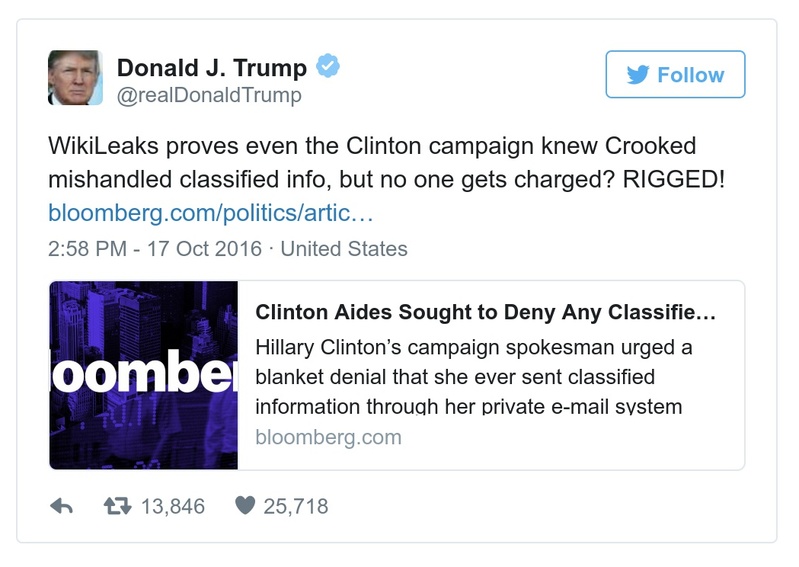 Donald J. Trump
@realDonaldTrump
Follow
WikiLeaks proves even the Clinton campaign knew Crooked
mishandled classified info, but no one gets charged? RIGGED!
bloomberg.com/politics/artic…
2:58 PM - 17 Oct 2016 · United States
oombe
Clinton Aides Sought to Deny Any Classifie…
Hillary Clinton’s campaign spokesman urged a
blanket denial that she ever sent classified
information through her private e-mail system
bloomberg.com
13,846 25,718